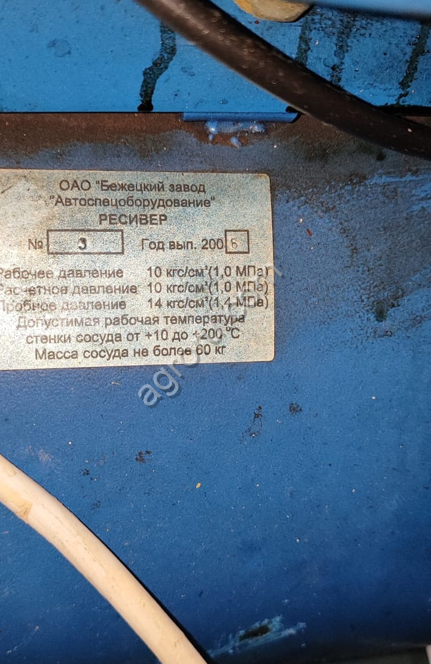 ОАО "Бежецкий завод
"Автоспецоборудование"
РЕСИВЕР
№ 3 Год вып. 200 6
Рабочее давление 10 кгс/см²(1,0 МПа)
Расчетное давление 10 кгс/см²(1,0 МПа)
Пробное давление 14 кгс/см²(1,4 МПа)
Допустимая рабочая температура
стенки сосуда от +10 до +200 °С
Масса сосуда не более 60 кг